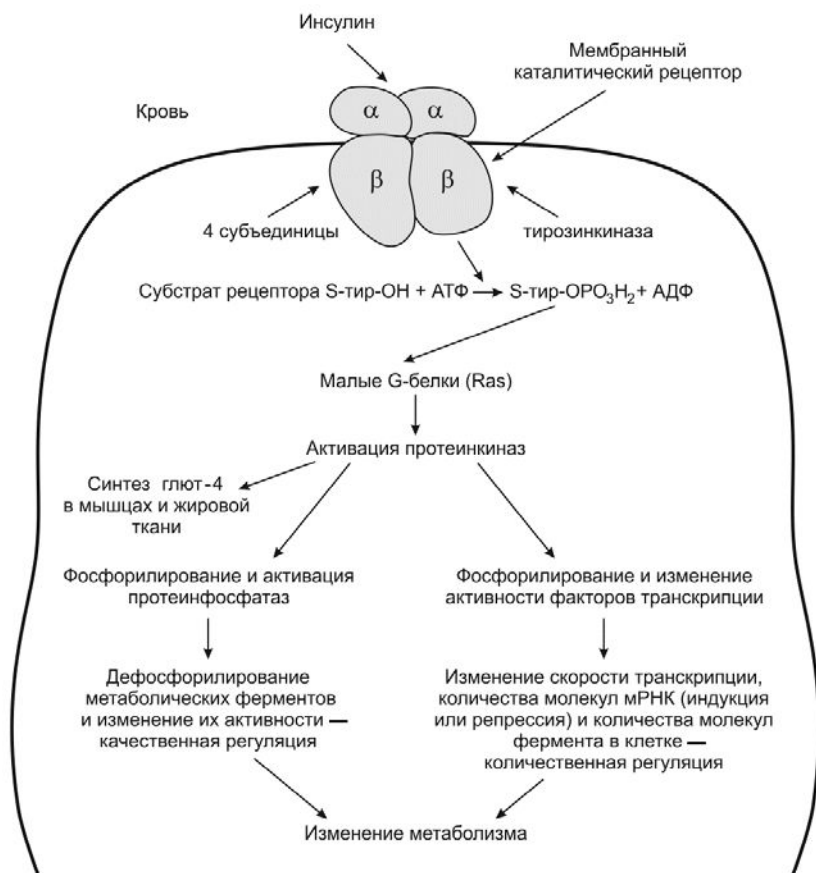 Инсулин
Мембранный
каталитический рецептор
Кровь
α
α
β
β
4 субъединицы
тирозинкиназа
Субстрат рецептора S-тир-ОН + АТФ → S-тир-OPO₃H₂+ АДФ
Малые G-белки (Ras)
Активация протеинкиназ
Синтез глют-4
в мышцах и жировой
ткани
Фосфорилирование и активация
протеинфосфатаз
Фосфорилирование и изменение
активности факторов транскрипции
Дефосфорилирование
метаболических ферментов
и изменение их активности —
качественная регуляция
Изменение скорости транскрипции,
количества молекул мРНК (индукция
или репрессия) и количества молекул
фермента в клетке —
количественная регуляция
Изменение метаболизма